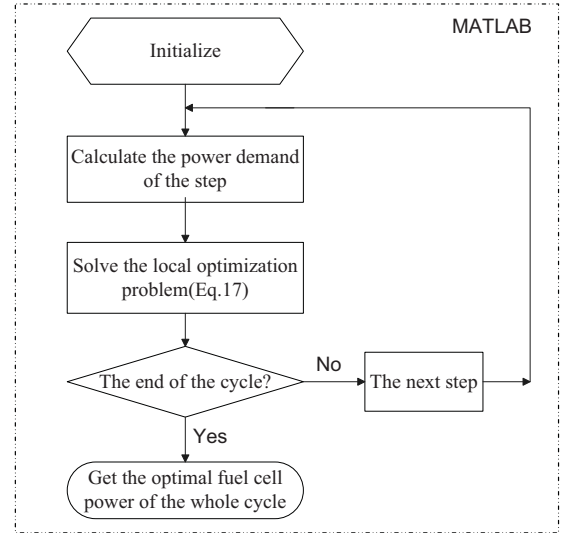 MATLAB
Initialize
Calculate the power demand
of the step
Solve the local optimization
problem(Eq.17)
The end of the cycle?
No
The next step
Yes
Get the optimal fuel cell
power of the whole cycle